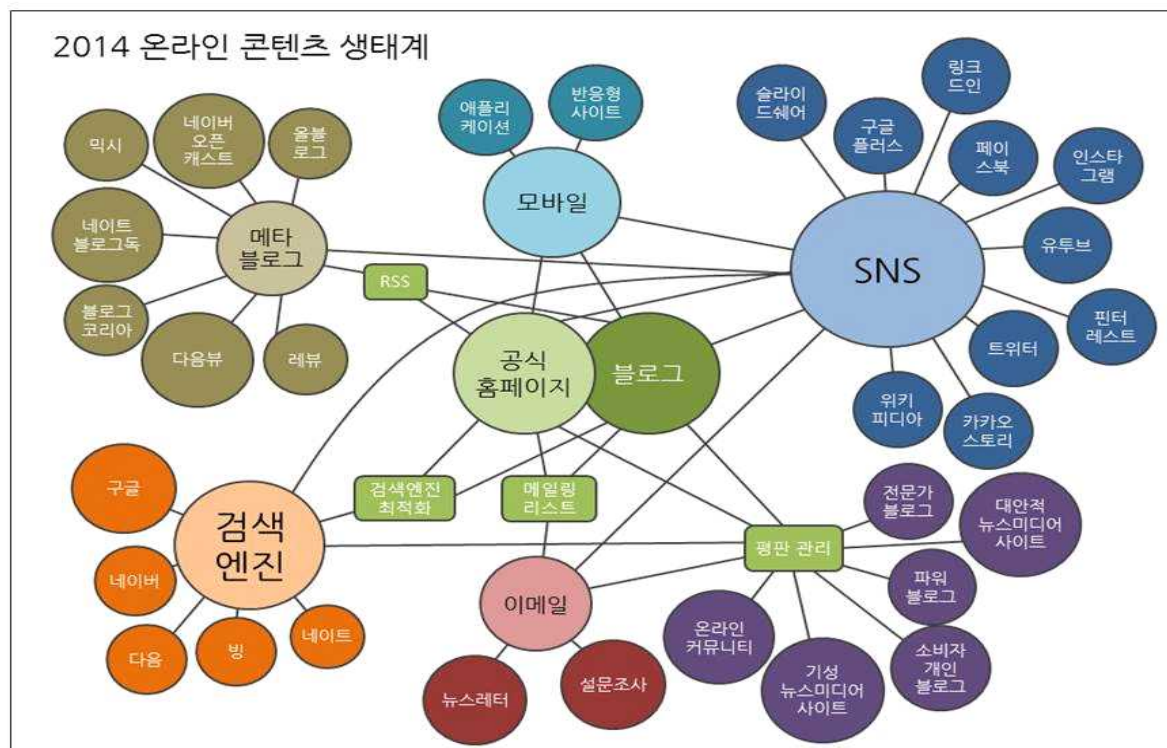 2014 온라인 콘텐츠 생태계
믹시
네이버
오픈
캐스트
올블
로그
네이트
블로그독
메타
블로그
블로그
코리아
다음뷰
레뷰
RSS
애플리
케이션
반응형
사이트
모바일
슬라이
드쉐어
구글
플러스
링크
드인
페이
스북
인스타
그램
유투브
핀터
레스트
트위터
카카오
스토리
위키
피디아
SNS
공식
홈페이지
블로그
구글
네이버
다음
빙
네이트
검색
엔진
검색엔진
최적화
메일링
리스트
이메일
뉴스레터
설문조사
평판 관리
전문가
블로그
대안적
뉴스미디어
사이트
파워
블로그
소비자
개인
블로그
기성
뉴스미디어
사이트
온라인
커뮤니티